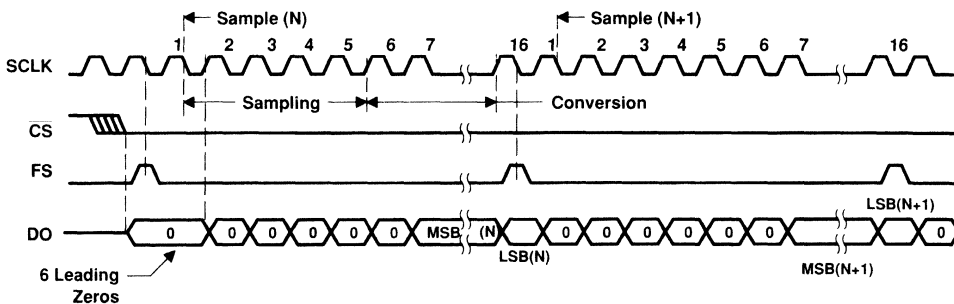 Sample (N)
Sample (N+1)
1 2 3 4 5 6 7 16 1 2 3 4 5 6 7 16
SCLK
Sampling
Conversion
CS
FS
LSB(N+1)
DO
0 0 0 0 0 0 MSB (N 0 0 0 0 0 0 0
LSB(N)
MSB(N+1)
6 Leading
Zeros